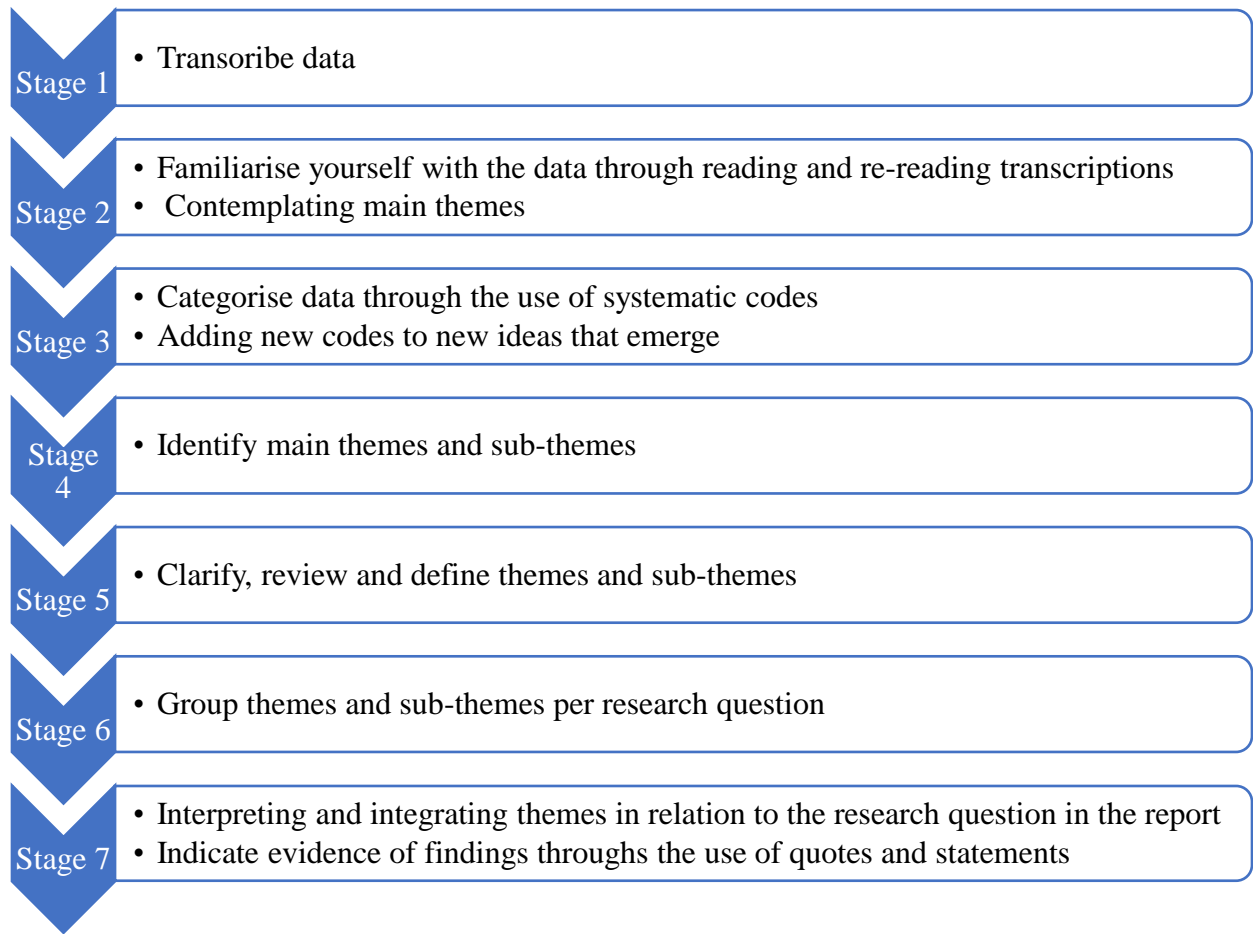 Stage 1
• Transoribe data
Stage 2
• Familiarise yourself with the data through reading and re-reading transcriptions
• Contemplating main themes
Stage 3
• Categorise data through the use of systematic codes
• Adding new codes to new ideas that emerge
Stage
4
• Identify main themes and sub-themes
Stage 5
• Clarify, review and define themes and sub-themes
Stage 6
• Group themes and sub-themes per research question
Stage 7
• Interpreting and integrating themes in relation to the research question in the report
• Indicate evidence of findings throughs the use of quotes and statements